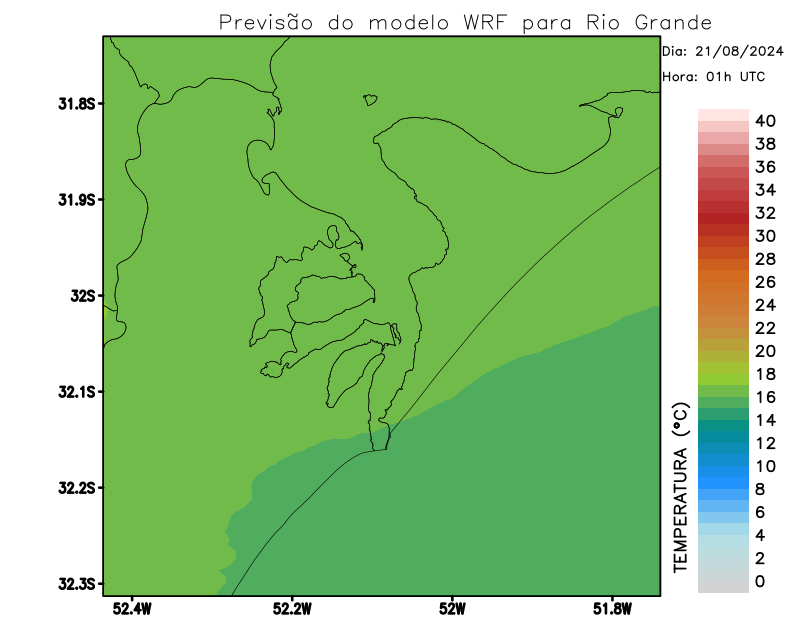 Previsão do modelo WRF para Rio Grande
Dia: 21/08/2024
Hora: 01h UTC
31.8S
31.9S
32S
32.1S
32.2S
32.3S
52.4W
52.2W
52W
51.8W
TEMPERATURA (°C)
40
38
36
34
32
30
28
26
24
22
20
18
16
14
12
10
8
6
4
2
0